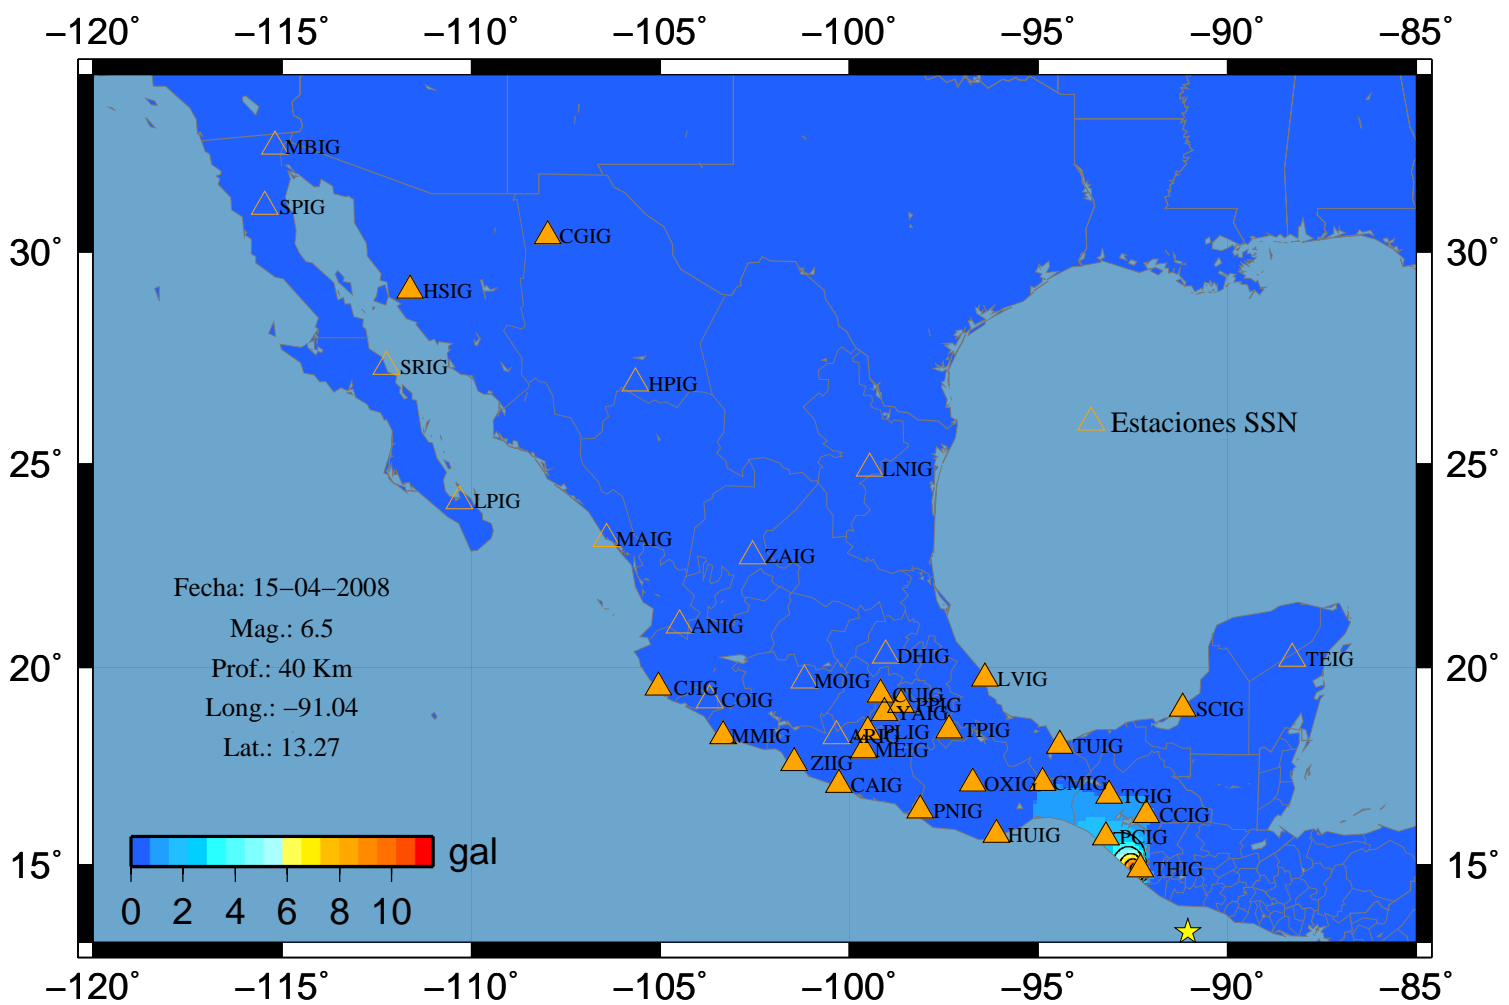 −120° −115° −110° −105° −100° −95° −90° −85°
MBIG
SPIG
CGIG
30° 30°
HSIG
SRIG
HPIG
Estaciones SSN
25° LNIG 25°
LPIG
MAIG
ZAIG
Fecha: 15−04−2008
Mag.: 6.5
ANIG
DHIG
TEIG
Prof.: 40 Km
20° 20°
MOIG
LVIG
CJIG
CUIG
COIG
PPIG
Long.: −91.04
SCIG
YAIG
PLIG
TPIG
MMIG
ARIG
Lat.: 13.27
TUIG
MEIG
ZIIG
CAIG
OXIG
CMIG
TGIG
PNIG
CCIG
HUIG
PCIG
gal
15° THIG 15°
0 2 4 6 8 10
−120° −115° −110° −105° −100° −95° −90° −85°